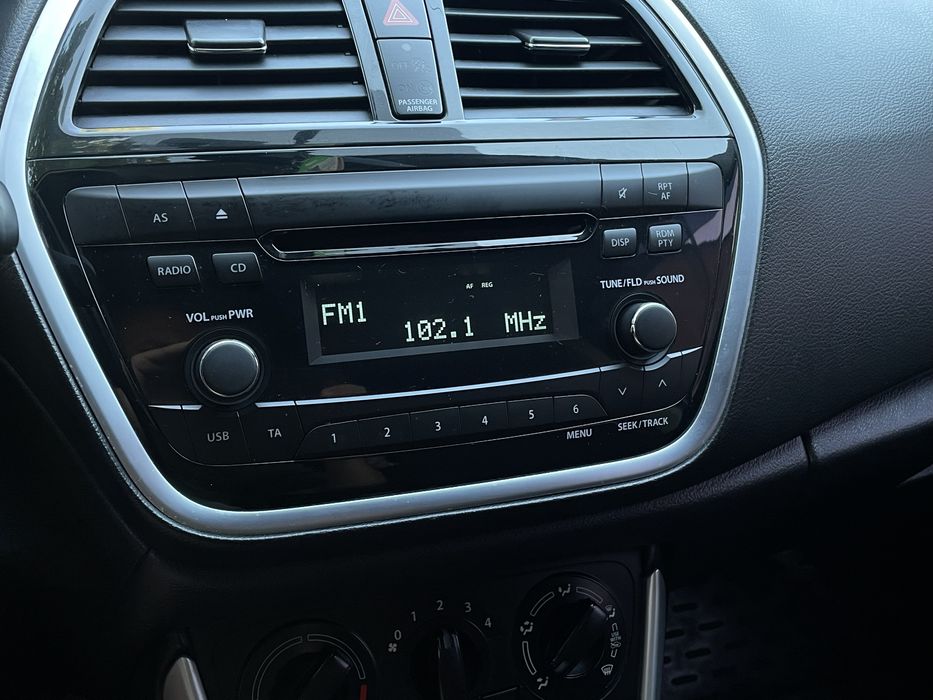 OFF
PASSENGER
AIRBAG
AS
RPT
AF
RADIO
CD
DISP
RDM
PTY
AF REG
TUNE/FLD PUSH SOUND
VOL PUSH PWR
FM1
102.1 MHz
USB
TA
1
2
3
4
5
6
MENU
SEEK/TRACK
0
1
2
3
4